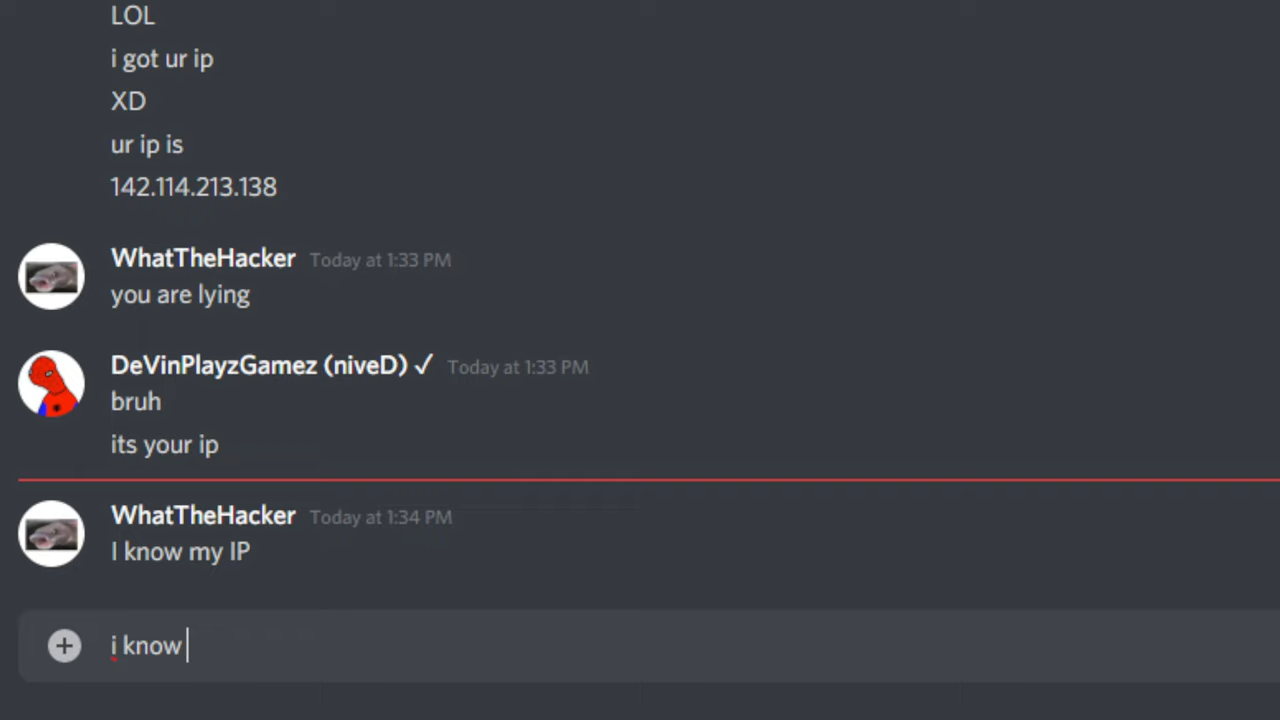 LOL
i got ur ip
XD
ur ip is
142.114.213.138
WhatTheHacker Today at 1:33 PM
you are lying
DeVinPlayzGamez (niveD) ✓ Today at 1:33 PM
bruh
its your ip
WhatTheHacker Today at 1:34 PM
I know my IP
i know